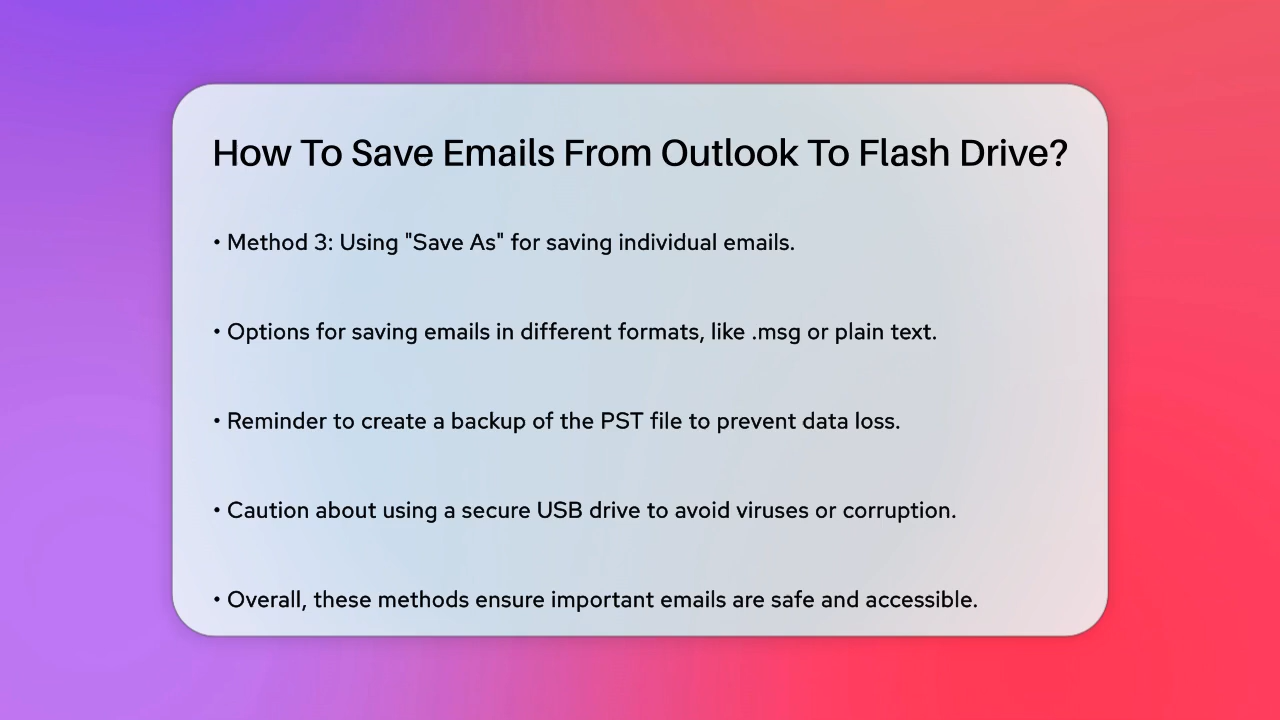 How To Save Emails From Outlook To Flash Drive?
• Method 3: Using "Save As" for saving individual emails.
• Options for saving emails in different formats, like .msg or plain text.
• Reminder to create a backup of the PST file to prevent data loss.
• Caution about using a secure USB drive to avoid viruses or corruption.
• Overall, these methods ensure important emails are safe and accessible.